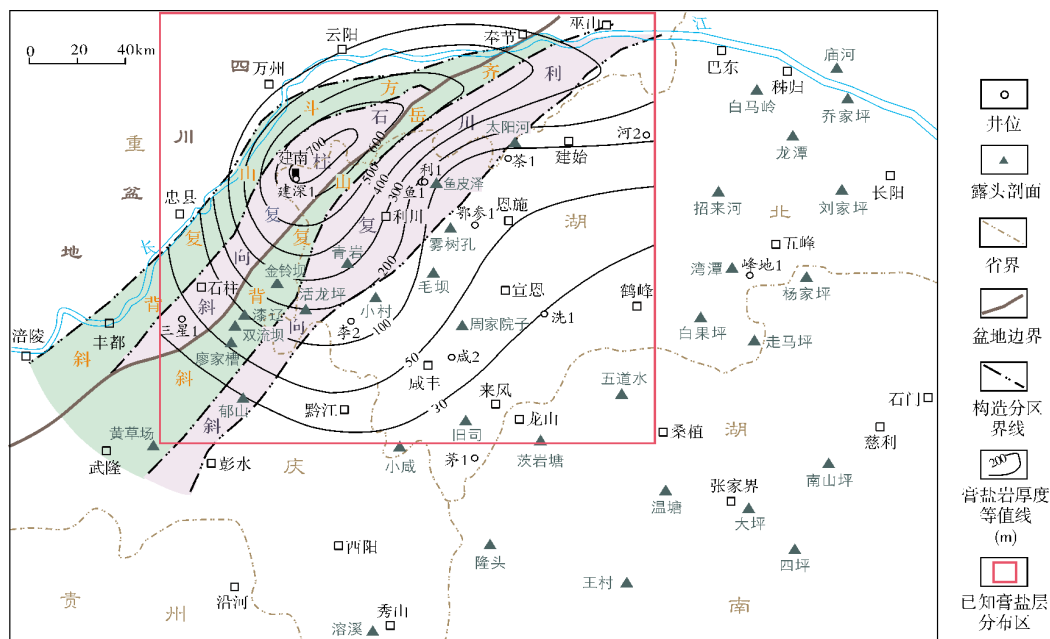 0 20 40km
云阳
奉节
巫山
江
万州
四
川
盆
地
重
庆
方
斗
山
复
背
斜
石
柱
复
向
斜
齐
岳
山
复
背
斜
利
川
复
向
斜
巴东
秭归
庙河
白马岭
乔家坪
龙潭
太阳河
茶1
建始
河2
建南
建深1
700
600
500
400
300
200
100
50
30
利1
鱼1
鱼皮泽
忠县
利川
鄂参1
恩施
湖
北
雾树孔
招来河
刘家坪
长阳
长
青岩
金铃坝
毛坝
五峰
湾潭
峰地1
杨家坪
石柱
活龙坪
小村
宣恩
鹤峰
漆辽
三星1
双流坝
李2
周家院子
洗1
白果坪
走马坪
涪陵
丰都
廖家槽
咸2
咸丰
五道水
郁山
黔江
来风
石门
黄草场
旧司
龙山
桑植
湖
南
慈利
武隆
彭水
小咸
茅1
茨岩塘
南山坪
温塘
张家界
大坪
酉阳
隆头
四坪
王村
贵
州
沿河
秀山
溶溪
井位
露头剖面
省界
盆地边界
构造分区
界线
200
膏盐岩厚度
等值线
(m)
已知膏盐层
分布区